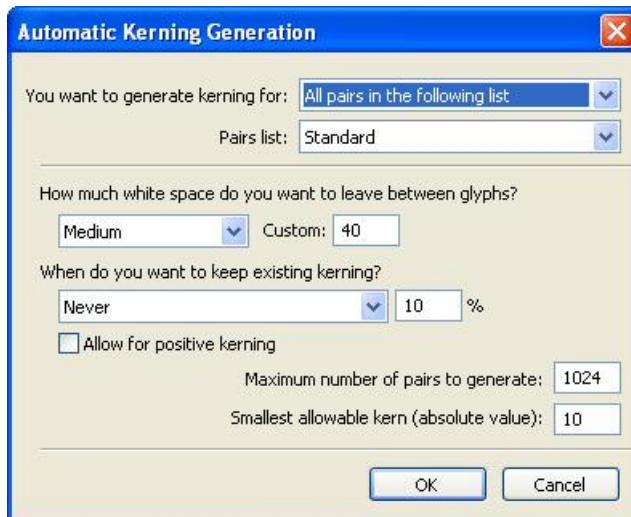 Automatic Kerning Generation
You want to generate kerning for: All pairs in the following list
Pairs list: Standard
How much white space do you want to leave between glyphs?
Medium Custom: 40
When do you want to keep existing kerning?
Never 10 %
Allow for positive kerning
Maximum number of pairs to generate: 1024
Smallest allowable kern (absolute value): 10
OK Cancel